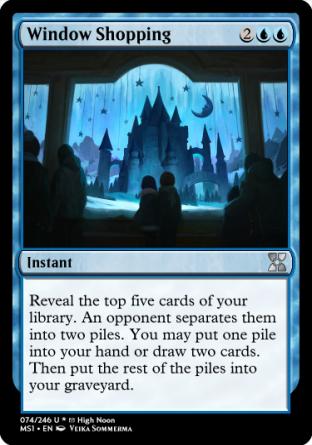 Window Shopping 2
Instant
Reveal the top five cards of your
library. An opponent separates them
into two piles. You may put one pile
into your hand or draw two cards.
Then put the rest of the piles into
your graveyard.
074/246 U * High Noon
MSI • EN VEIKA SOMMERMA